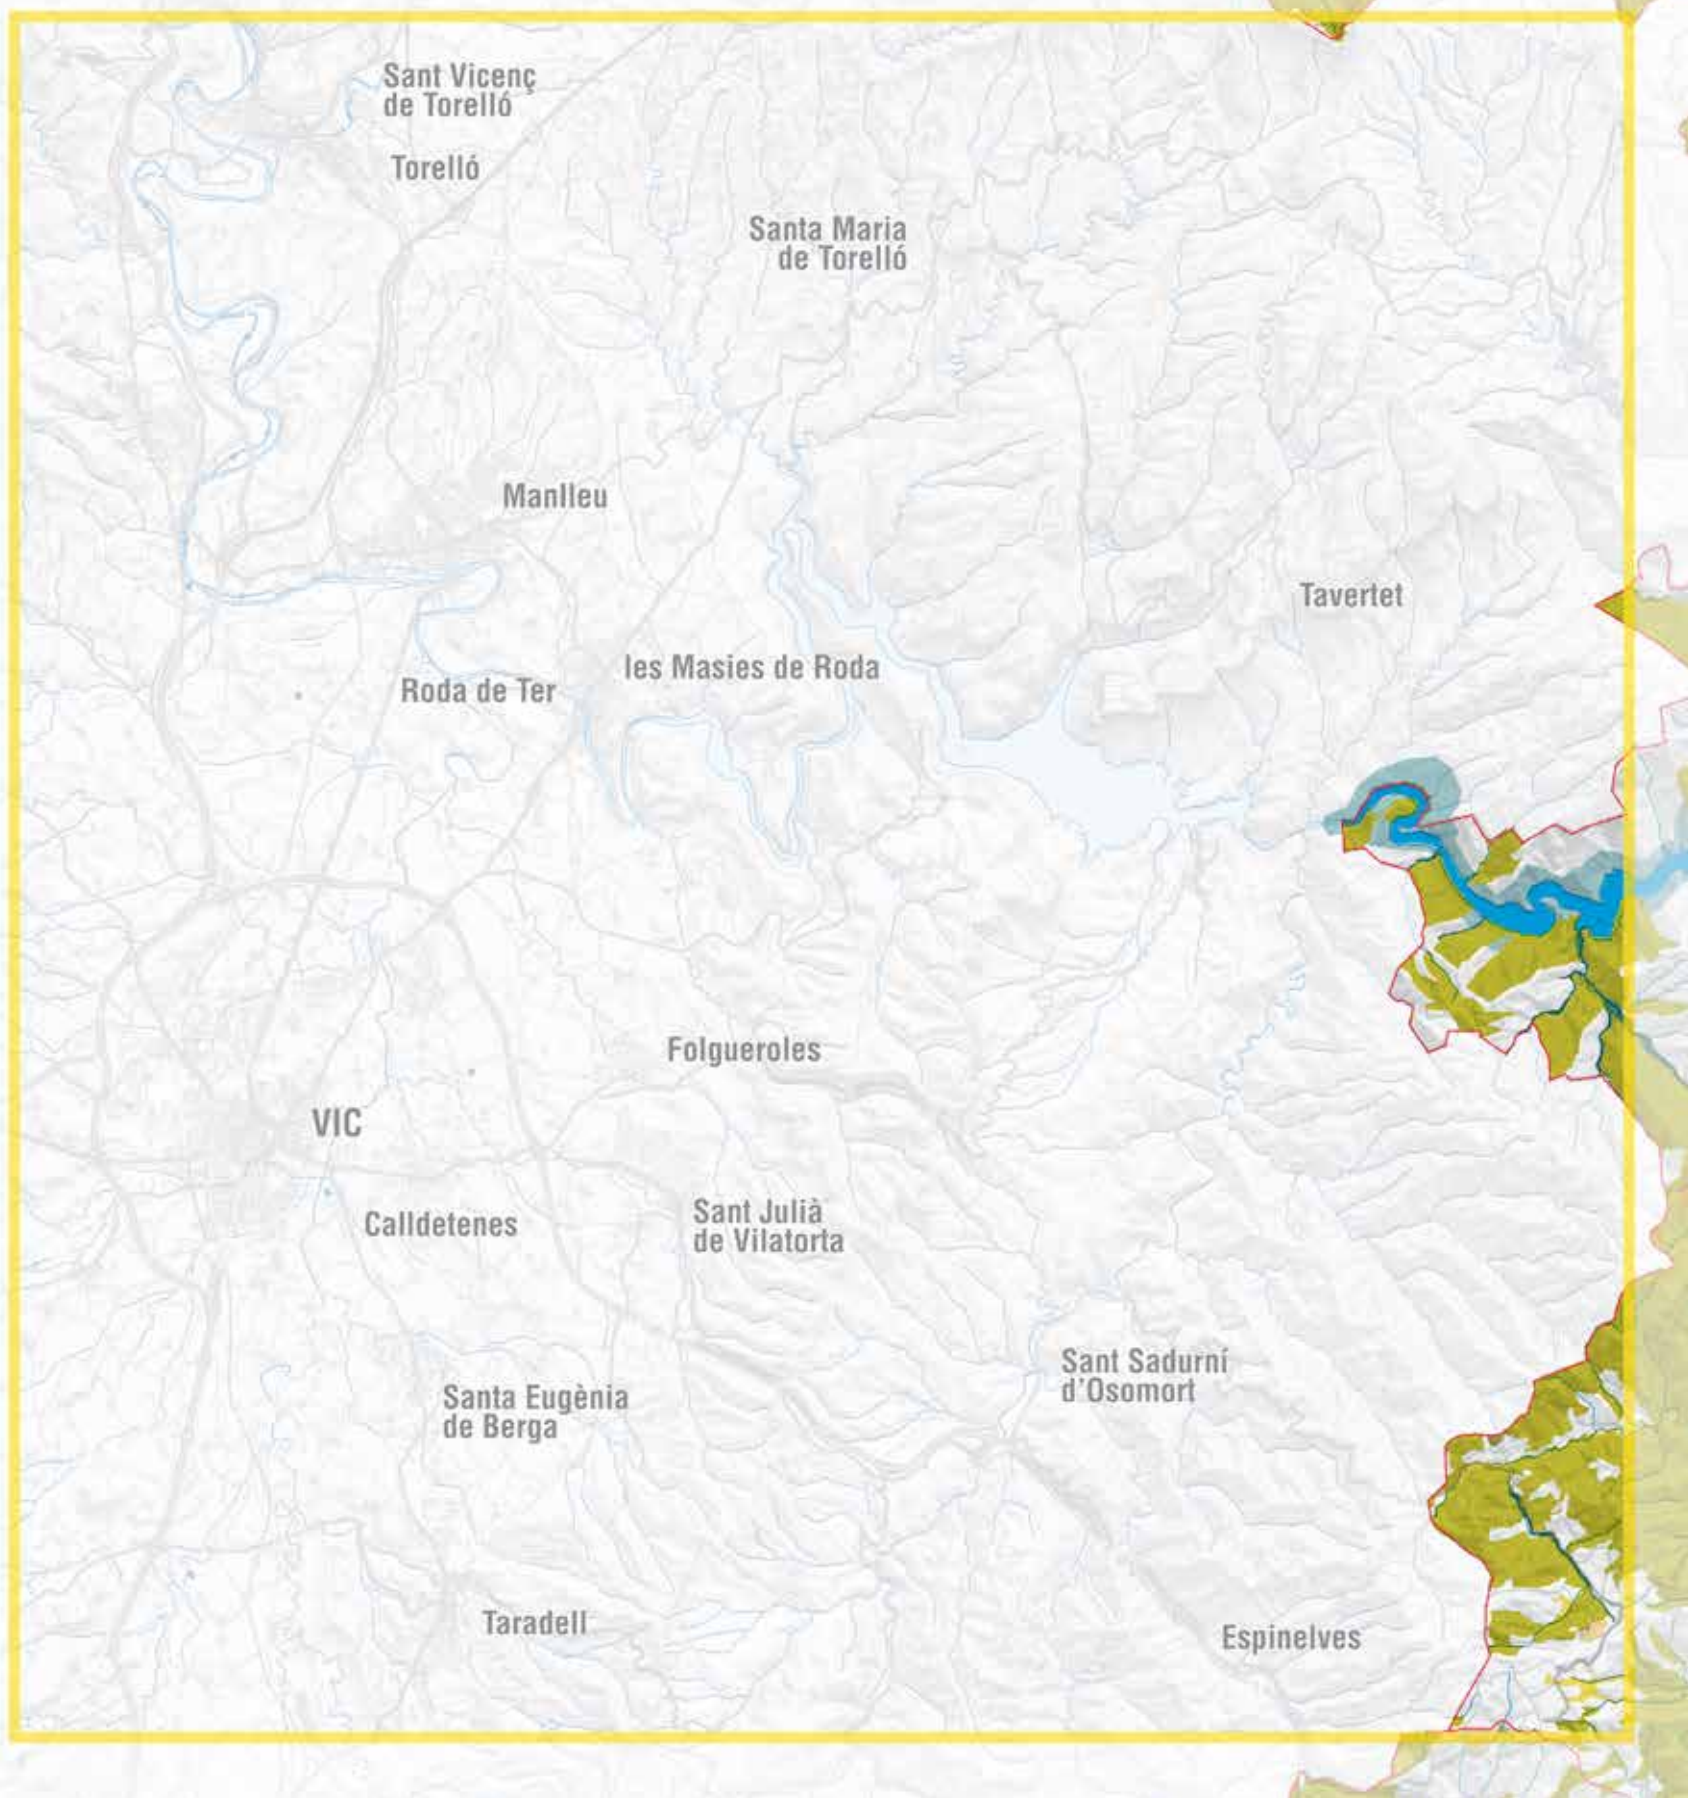 Sant Vicenç
de Torelló
Torelló
Santa Maria
de Torelló
Manlleu
Tavertet
les Masies de Roda
Roda de Ter
Folgueroles
VIC
Calldetenes
Sant Julià
de Vilatorta
Sant Sadurní
d'Osomort
Santa Eugènia
de Berga
Taradell
Espinelves